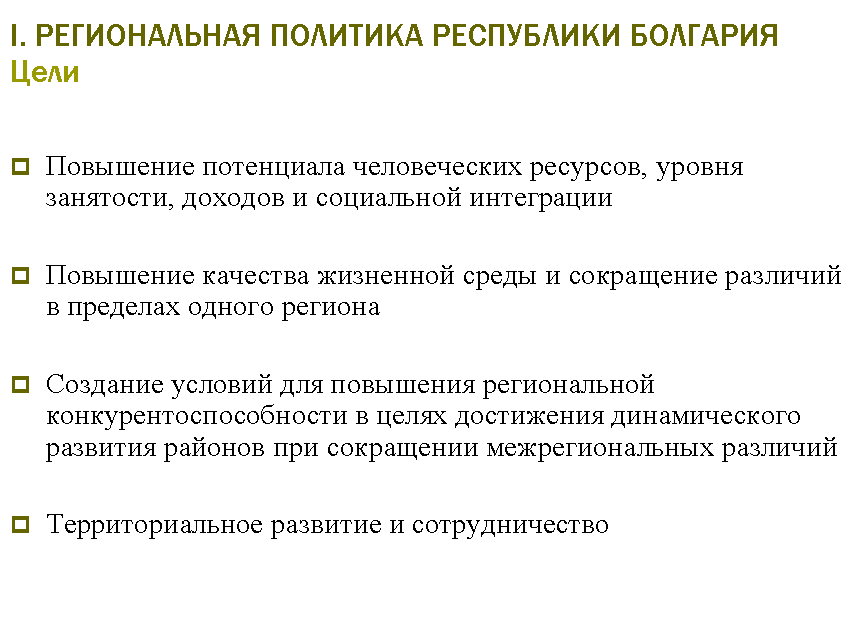 I. РЕГИОНАЛЬНАЯ ПОЛИТИКА РЕСПУБЛИКИ БОЛГАРИЯ
Цели
Повышение потенциала человеческих ресурсов, уровня
занятости, доходов и социальной интеграции
Повышение качества жизненной среды и сокращение различий
в пределах одного региона
Создание условий для повышения региональной
конкурентоспособности в целях достижения динамического
развития районов при сокращении межрегиональных различий
Территориальное развитие и сотрудничество